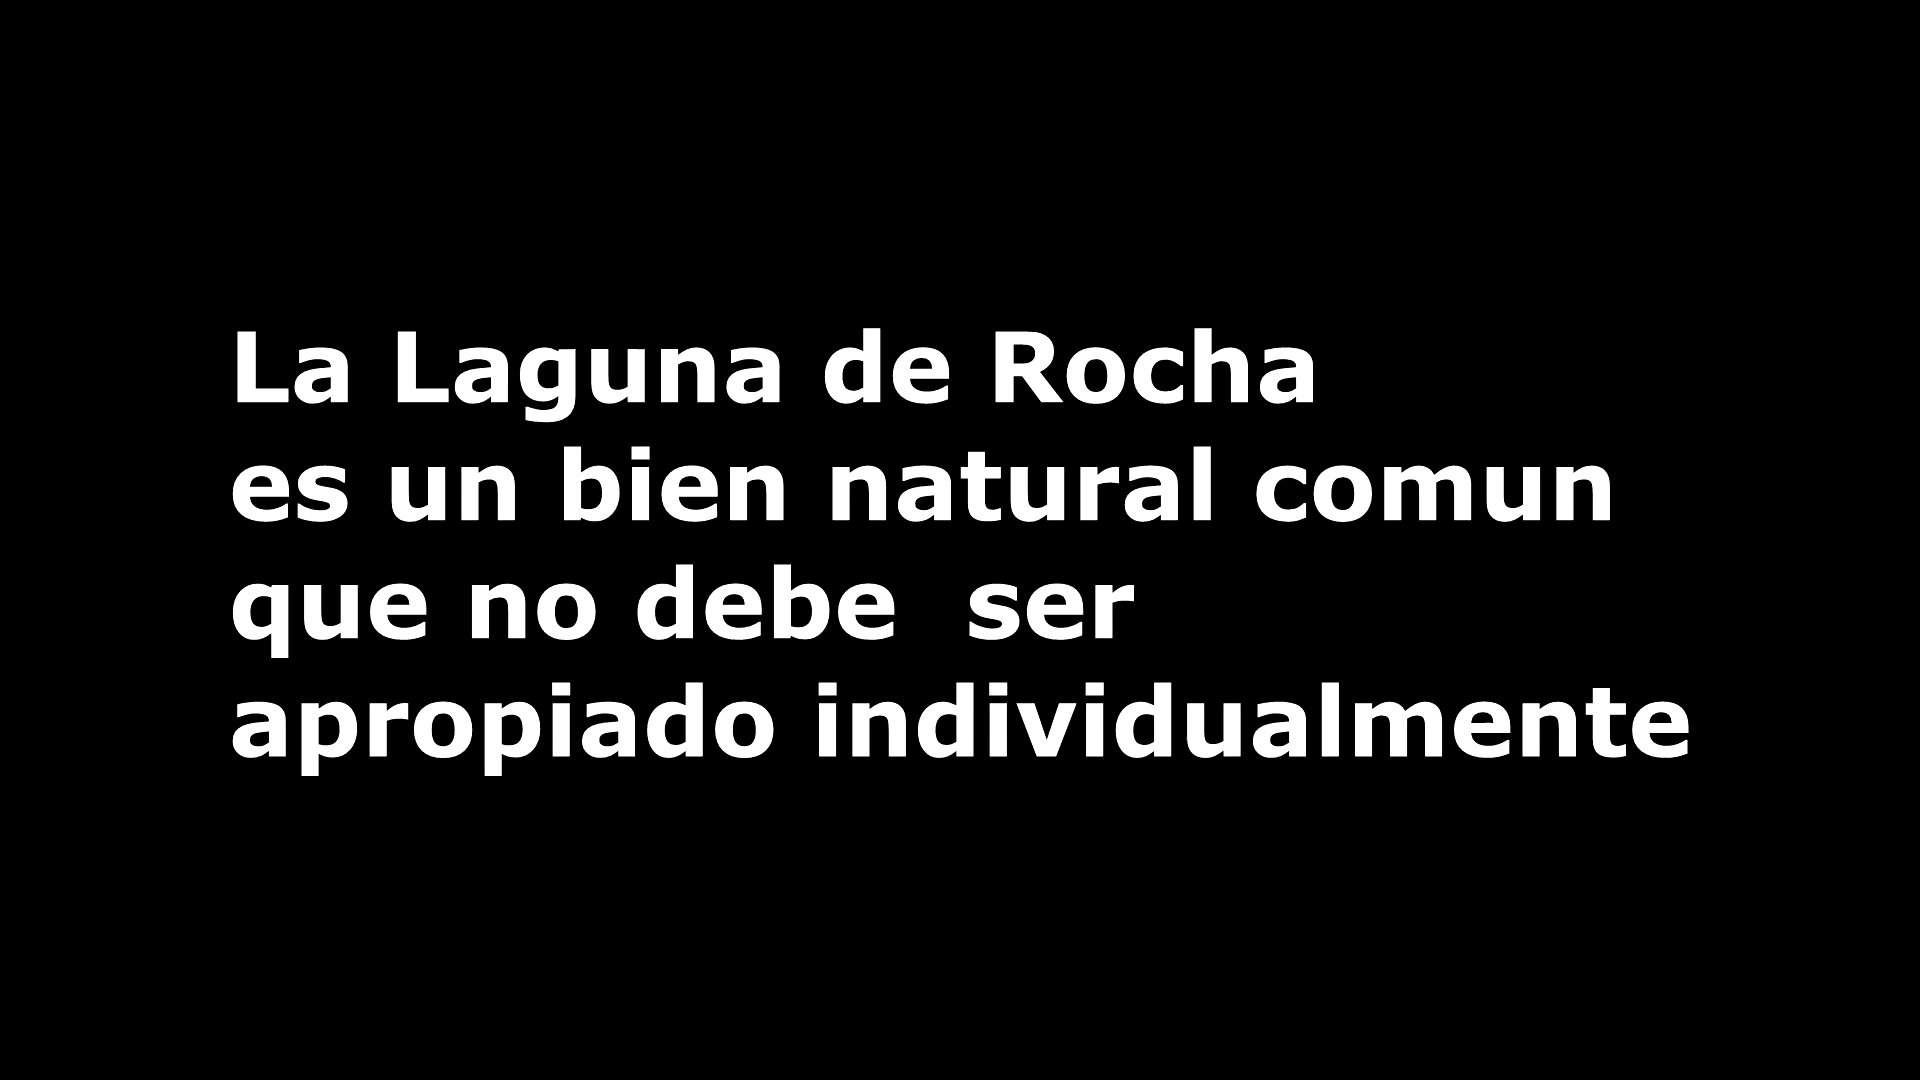 La Laguna de Rocha
es un bien natural comun
que no debe  ser
apropiado individualmente